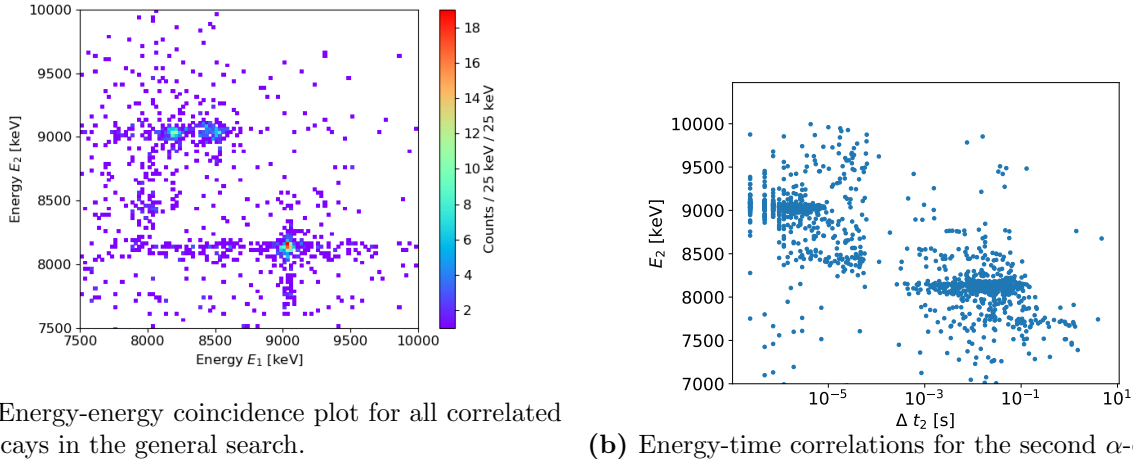 10000
9500
9000
8500
8000
7500
7500 8000 8500 9000 9500 10000
Energy E₂ [keV]
Energy E₁ [keV]
18
16
14
12
10
8
6
4
2
Counts / 25 keV / 25 keV
10000
9500
9000
8500
8000
7500
7000
E₂ [keV]
10⁻⁵ 10⁻³ 10⁻¹ 10¹
Δ t₂ [s]
Energy-energy coincidence plot for all correlated
cays in the general search.
(b) Energy-time correlations for the second α-